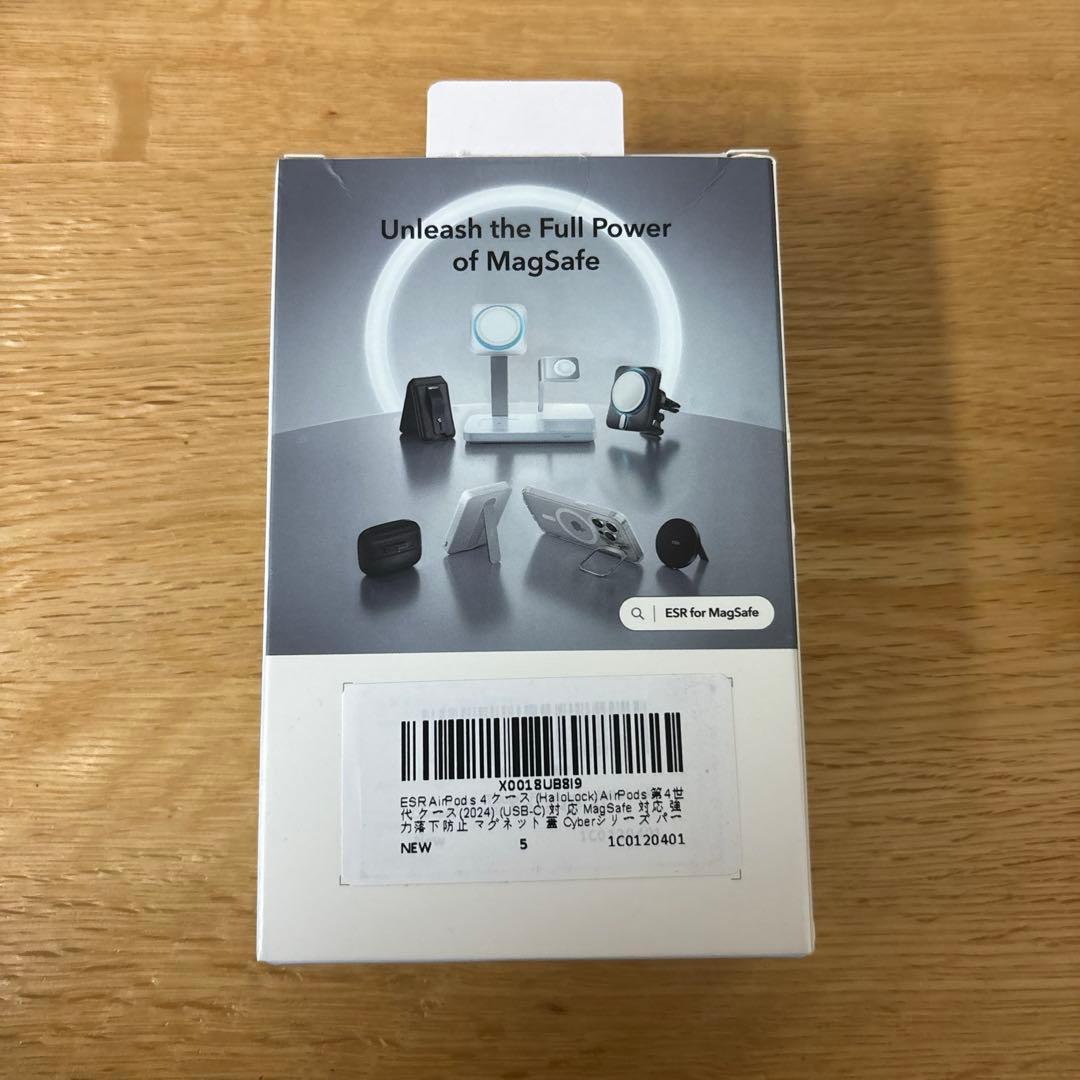 Unleash the Full Power
of MagSafe
ESR for MagSafe
X0018UB8I9
ESR AirPods 4 ケース (HaloLock) AirPods 第4世
代 ケース(2024) (USB-C) 対応 MagSafe 対応 強
力落下防止 マグネット 蓋 Cyberシリーズ パー
NEW 5 1C0120401